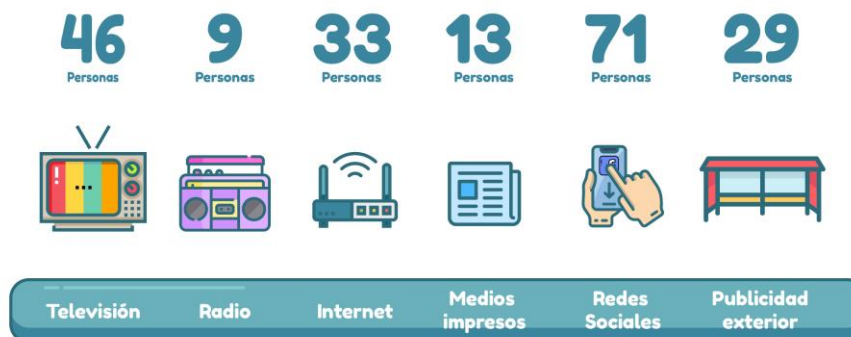 46 9 33 13 71 29
Personas Personas Personas Personas Personas Personas
Televisión Radio Internet Medios impresos Redes Sociales Publicidad exterior